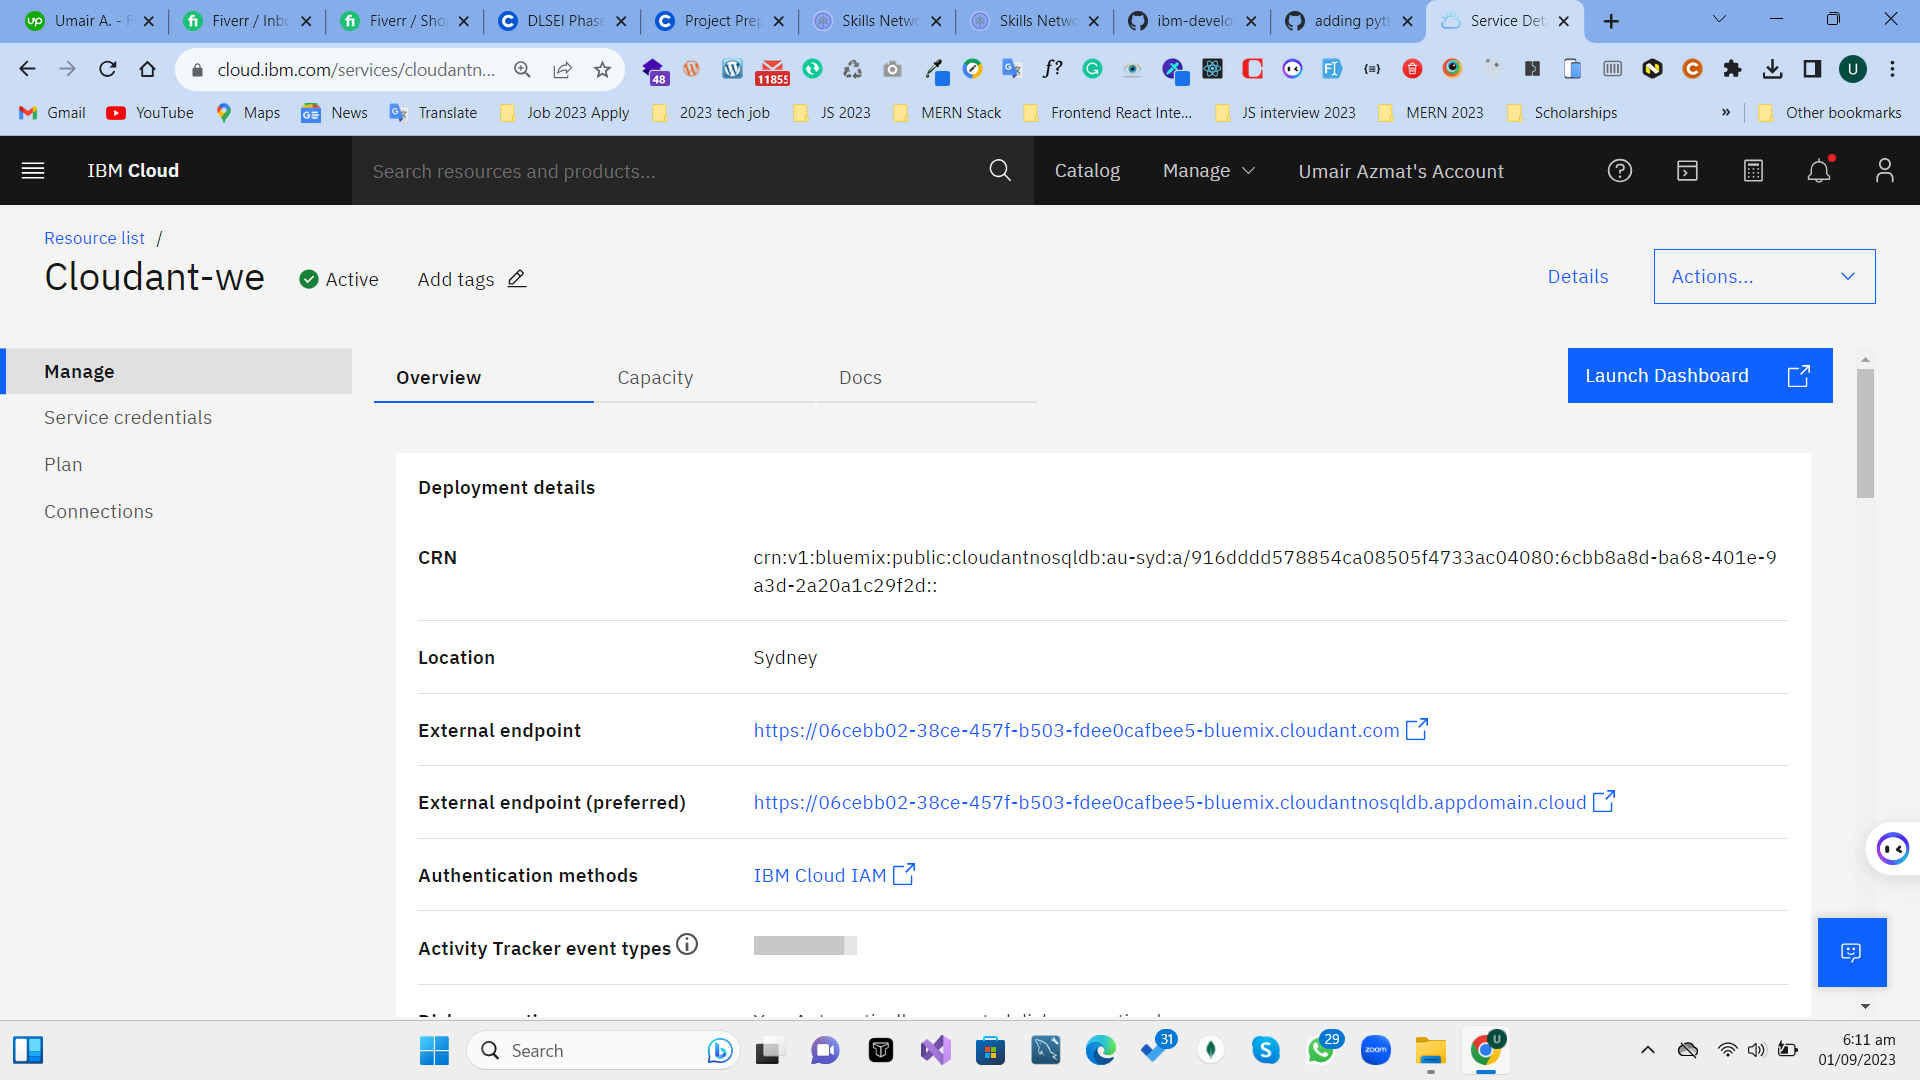 Umair A. - F
Fiverr / Inbo
Fiverr / Sho
DLSEI Phase
Project Prep
Skills Netwo
Skills Netwo
ibm-develo
adding pyth
Service Deta
cloud.ibm.com/services/cloudantn...
48
11855
f?
U
Gmail
YouTube
Maps
News
Translate
Job 2023 Apply
2023 tech job
JS 2023
MERN Stack
Frontend React Inte...
JS interview 2023
MERN 2023
Scholarships
»
Other bookmarks
IBM Cloud
Search resources and products...
Catalog
Manage
Umair Azmat's Account
Resource list /
Cloudant-we
Active
Add tags
Details
Actions...
Manage
Service credentials
Plan
Connections
Overview
Capacity
Docs
Launch Dashboard
Deployment details
CRN
crn:v1:bluemix:public:cloudantnosqldb:au-syd:a/916dddd578854ca08505f4733ac04080:6cbb8a8d-ba68-401e-9
a3d-2a20a1c29f2d::
Location
Sydney
External endpoint
https://06cebb02-38ce-457f-b503-fdee0cafbee5-bluemix.cloudant.com
External endpoint (preferred)
https://06cebb02-38ce-457f-b503-fdee0cafbee5-bluemix.cloudantnosqldb.appdomain.cloud
Authentication methods
IBM Cloud IAM
Activity Tracker event types
Search
31
29
zoom
U
6:11 am
01/09/2023